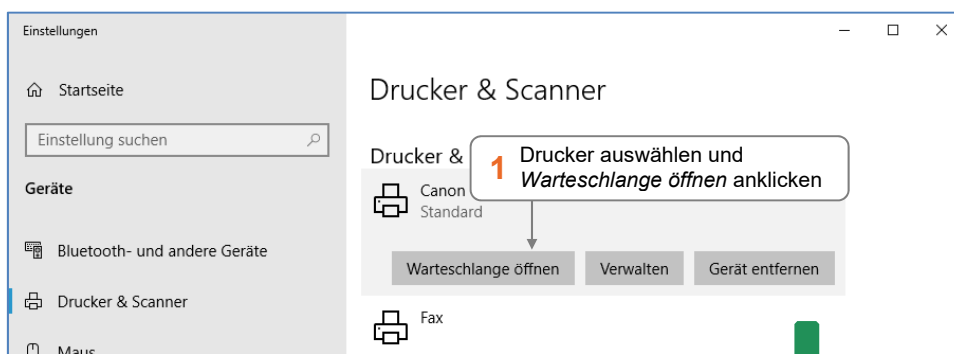 Einstellungen
Startseite
Einstellung suchen
Geräte
Bluetooth- und andere Geräte
Drucker & Scanner
Maus
Drucker & Scanner
Drucker &
1 Drucker auswählen und
Warteschlange öffnen anklicken
Canon
Standard
Warteschlange öffnen Verwalten Gerät entfernen
Fax